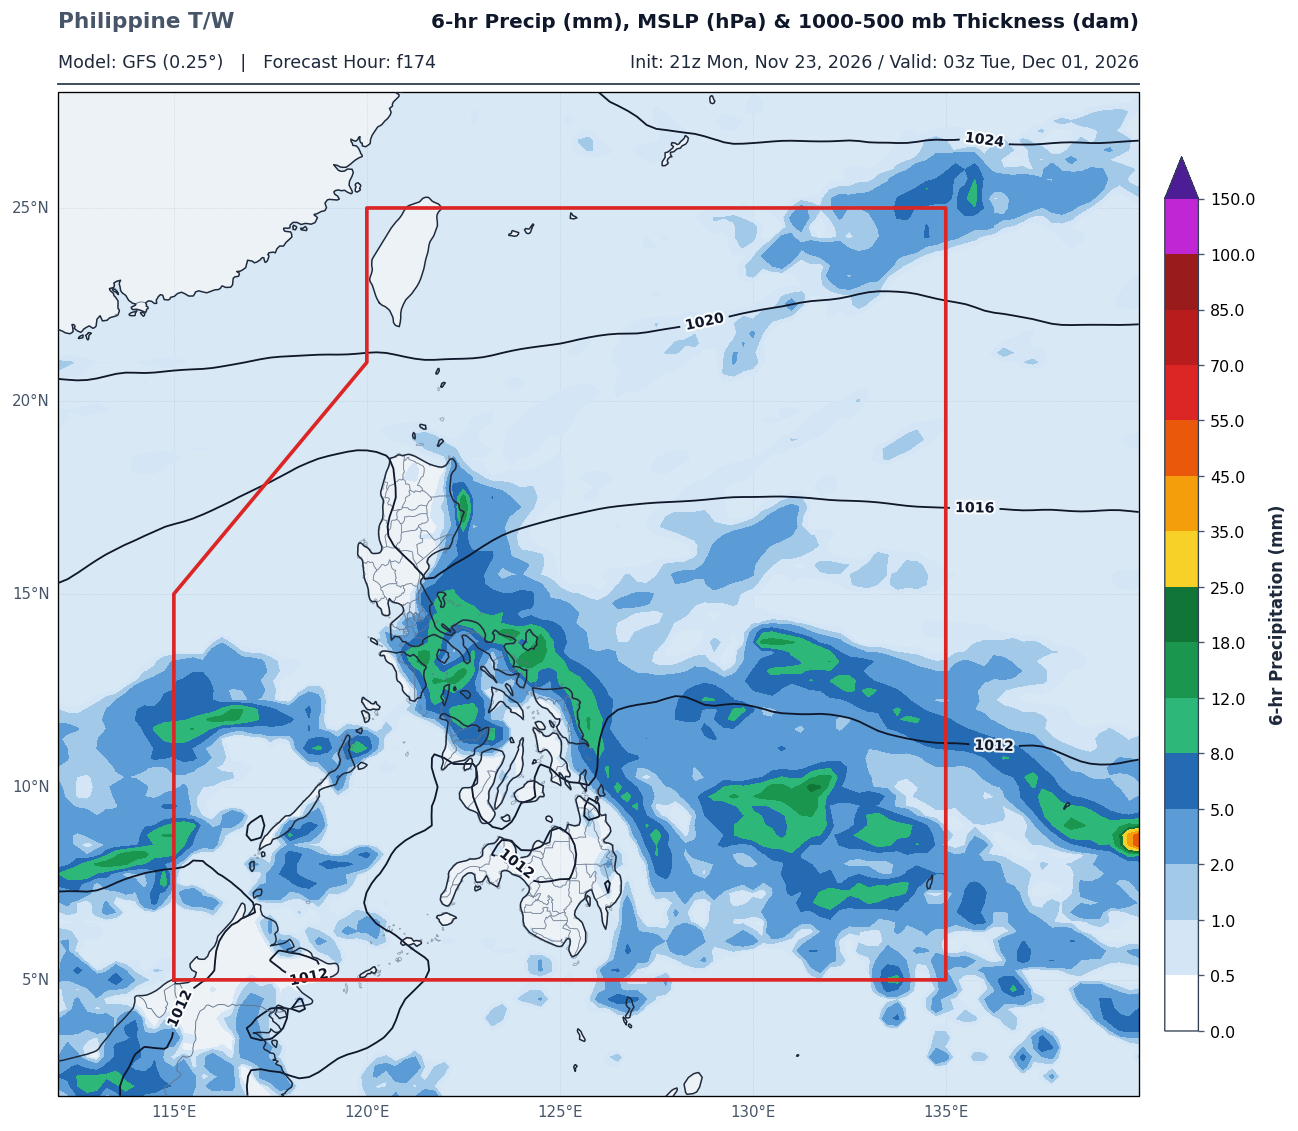 Philippine T/W
6-hr Precip (mm), MSLP (hPa) & 1000-500 mb Thickness (dam)
Model: GFS (0.25°) | Forecast Hour: f174
Init: 21z Mon, Nov 23, 2026 / Valid: 03z Tue, Dec 01, 2026
1024
1020
1016
1012
1012
1012
1012
25°N
20°N
15°N
10°N
5°N
115°E
120°E
125°E
130°E
135°E
150.0
100.0
85.0
70.0
55.0
45.0
35.0
25.0
18.0
12.0
8.0
5.0
2.0
1.0
0.5
0.0
6-hr Precipitation (mm)